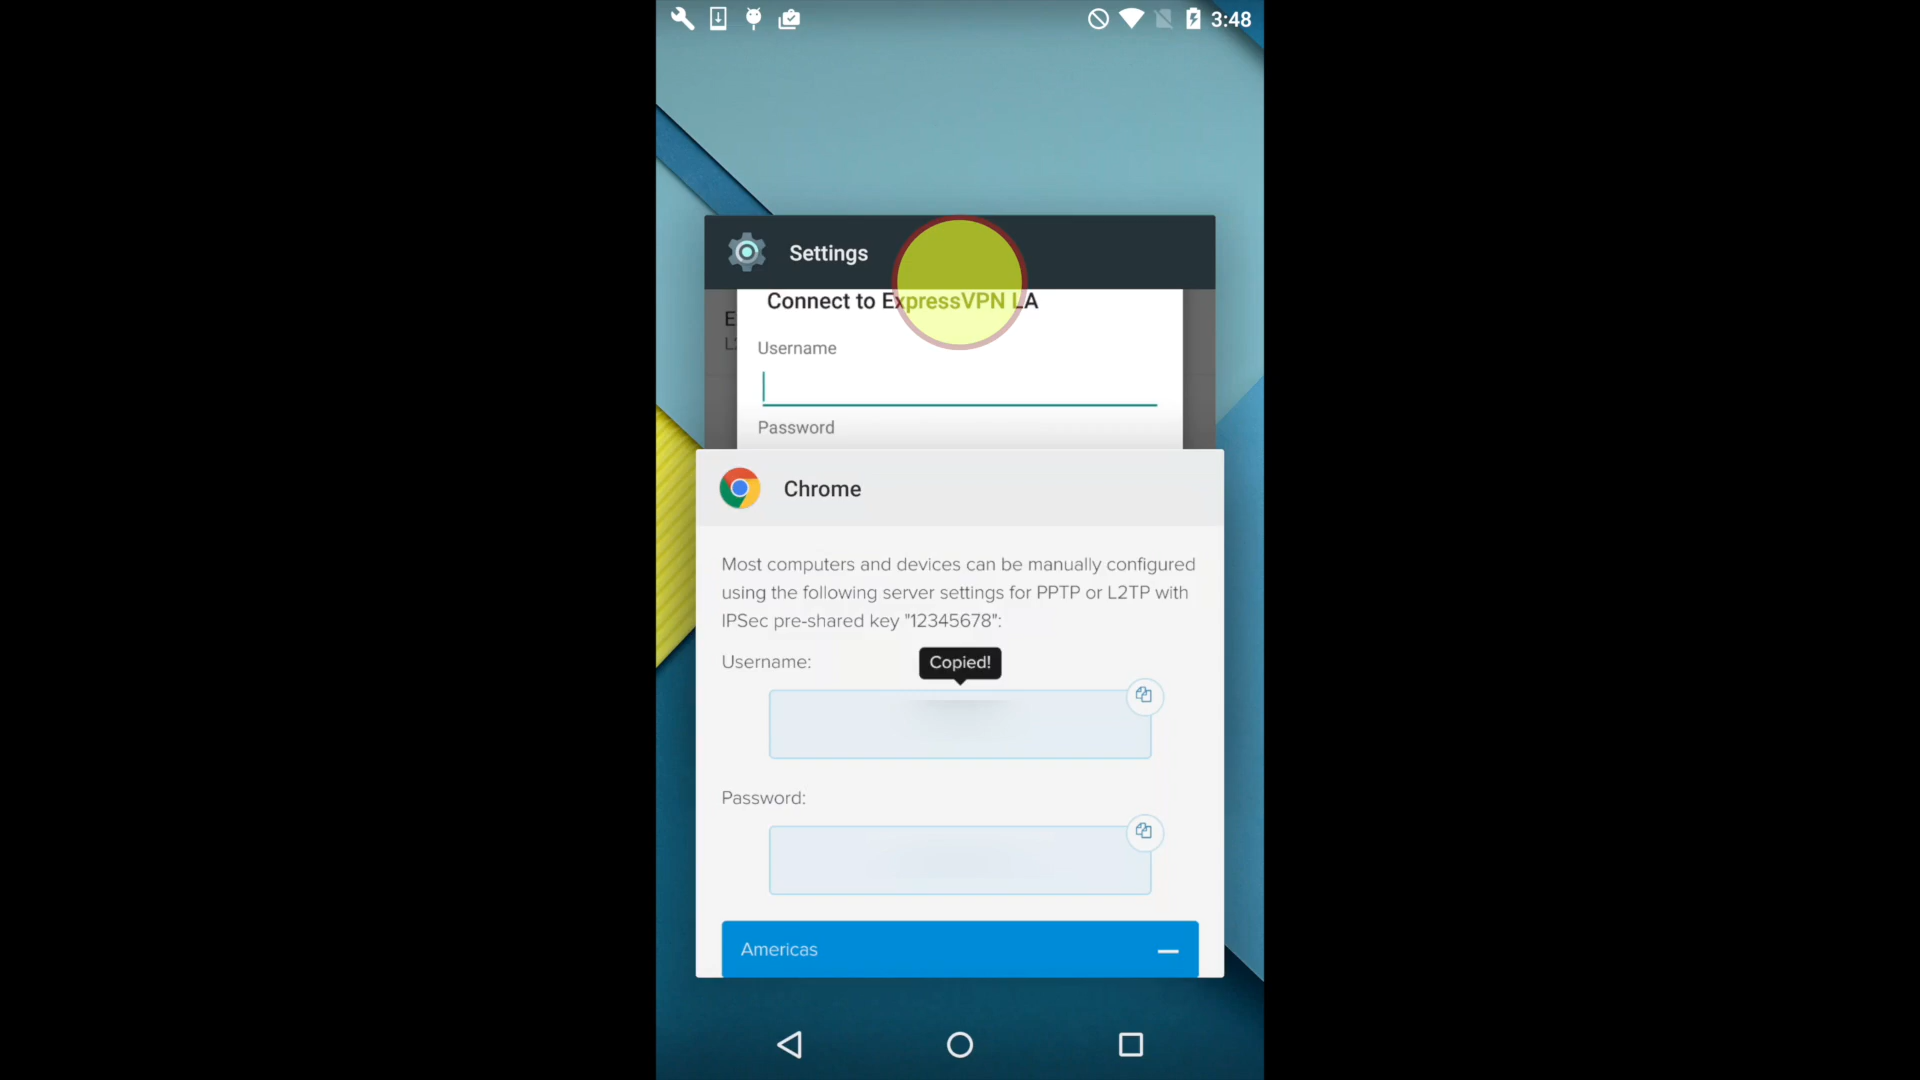 3:48
Settings
Connect to ExpressVPN LA
Username
Password
Chrome
Most computers and devices can be manually configured
using the following server settings for PPTP or L2TP with
IPSec pre-shared key "12345678":
Username:
Copied!
Password:
Americas